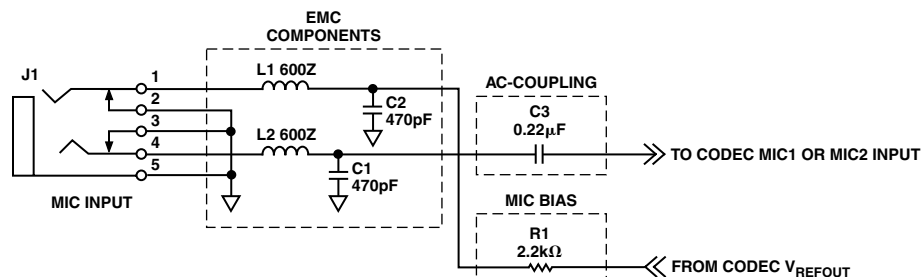 EMC
COMPONENTS
J1
1
L1 600Z
AC-COUPLING
2
C2
470pF
C3
0.22µF
3
L2 600Z
4
TO CODEC MIC1 OR MIC2 INPUT
5
C1
470pF
MIC INPUT
MIC BIAS
R1
2.2kΩ
FROM CODEC VREFOUT